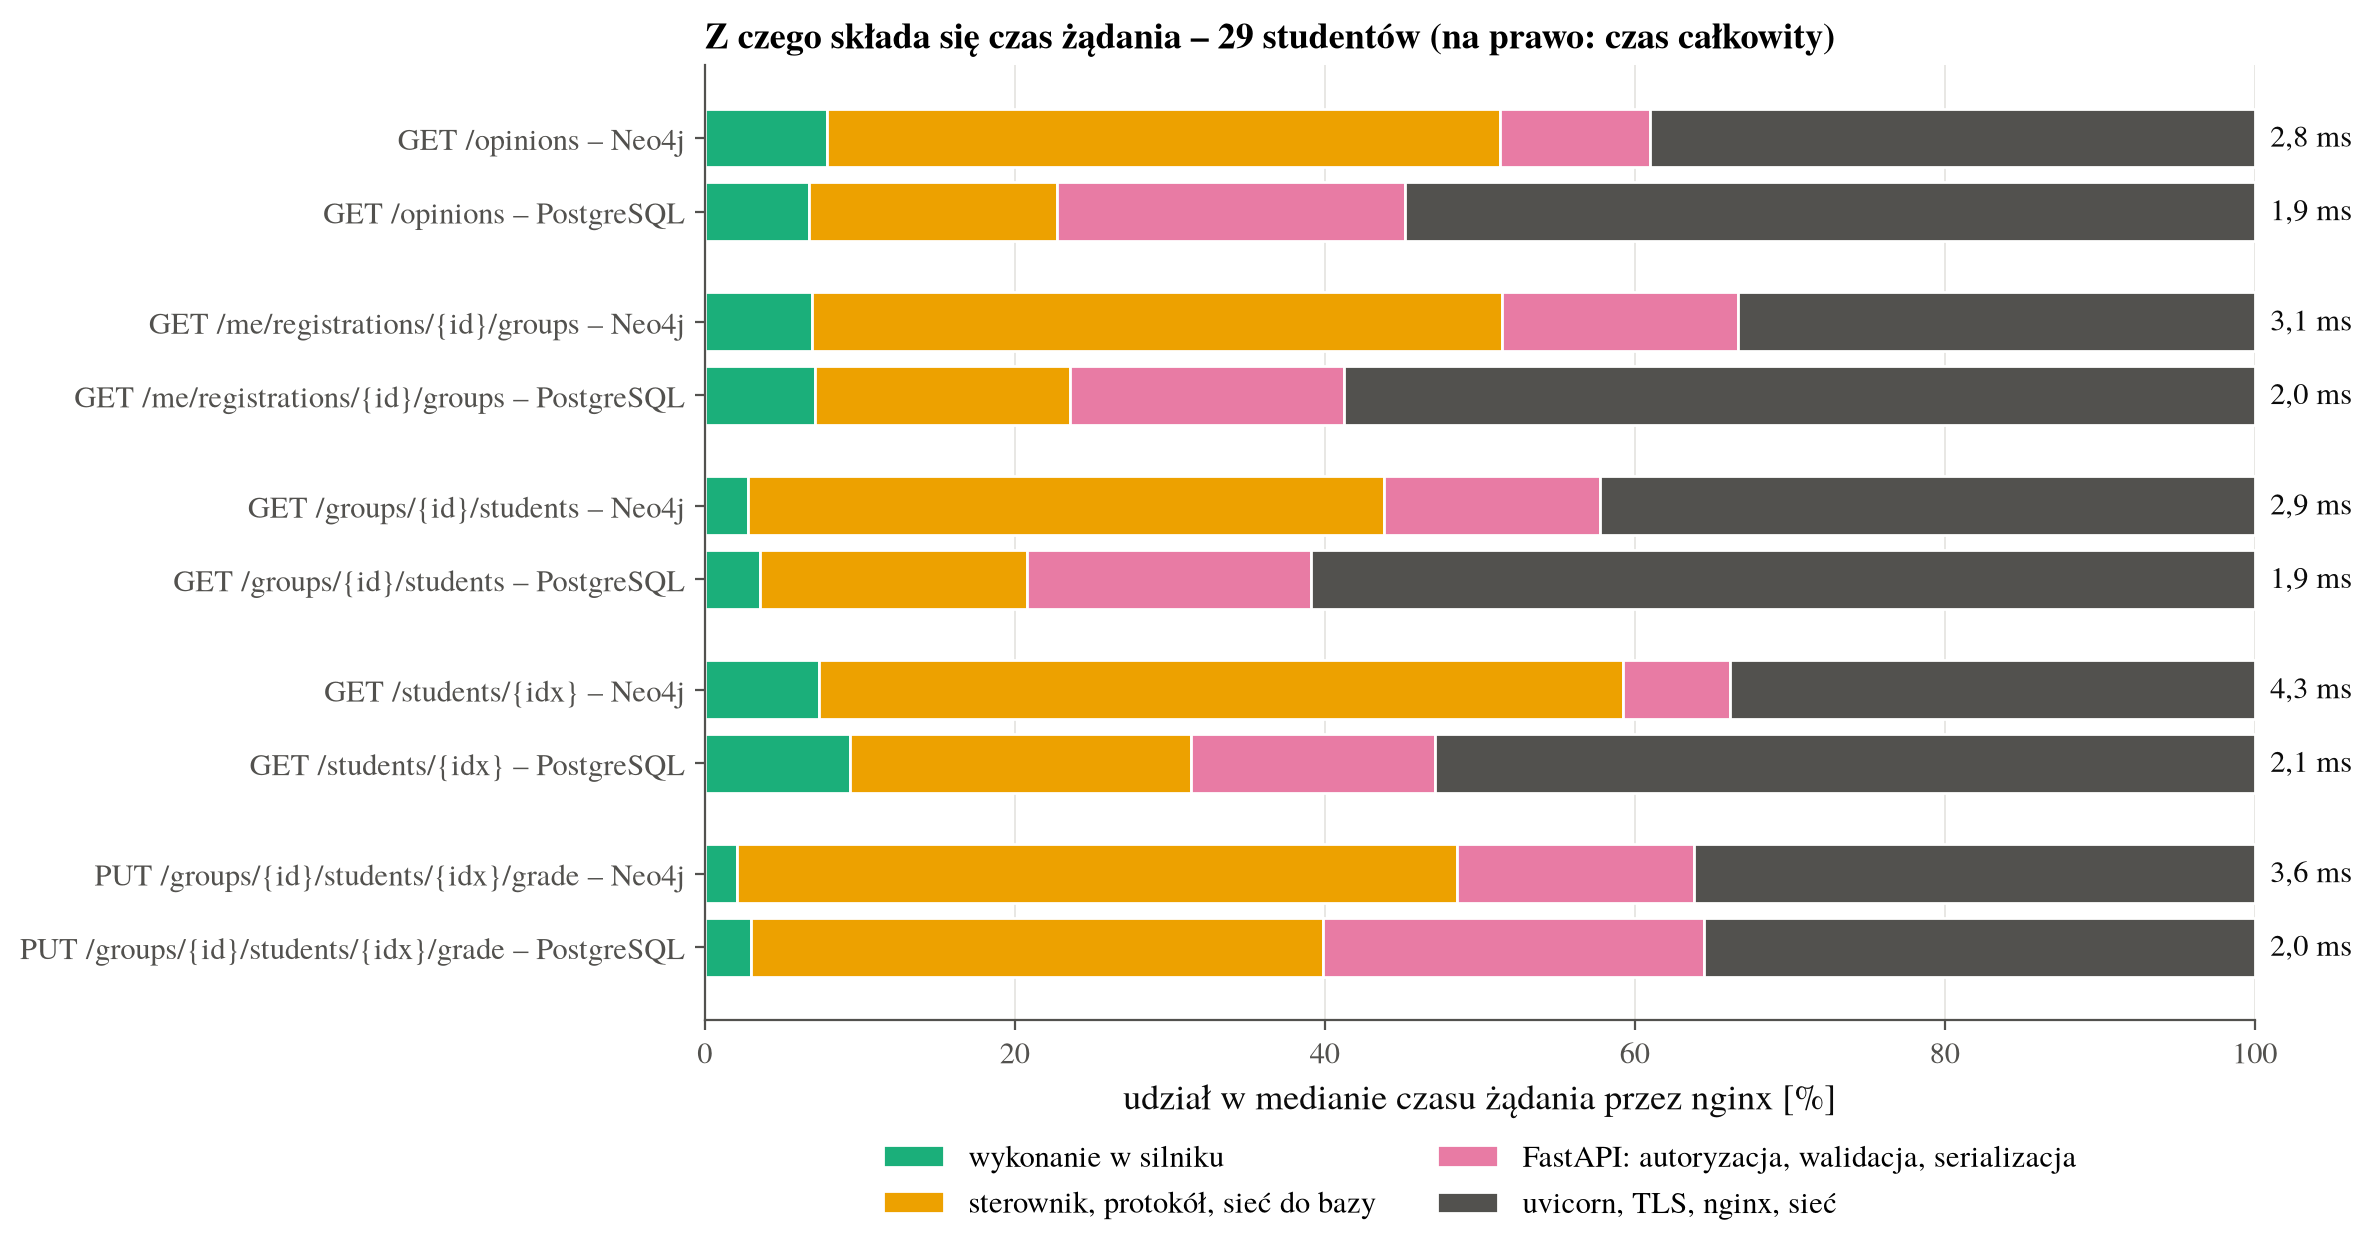 Z czego składa się czas żądania – 29 studentów (na prawo: czas całkowity)
GET /opinions – Neo4j 2,8 ms
GET /opinions – PostgreSQL 1,9 ms
GET /me/registrations/{id}/groups – Neo4j 3,1 ms
GET /me/registrations/{id}/groups – PostgreSQL 2,0 ms
GET /groups/{id}/students – Neo4j 2,9 ms
GET /groups/{id}/students – PostgreSQL 1,9 ms
GET /students/{idx} – Neo4j 4,3 ms
GET /students/{idx} – PostgreSQL 2,1 ms
PUT /groups/{id}/students/{idx}/grade – Neo4j 3,6 ms
PUT /groups/{id}/students/{idx}/grade – PostgreSQL 2,0 ms
0 20 40 60 80 100
udział w medianie czasu żądania przez nginx [%]
wykonanie w silniku
sterownik, protokół, sieć do bazy
FastAPI: autoryzacja, walidacja, serializacja
uvicorn, TLS, nginx, sieć